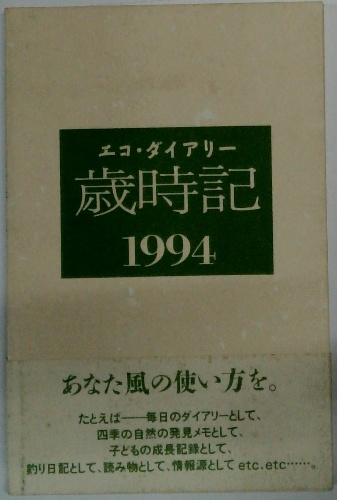 エコ・ダイアリー
歳時記
1994
あなた風の使い方を。
たとえば――毎日のダイアリーとして、
四季の自然の発見メモとして、
子どもの成長記録として、
釣り日記として、読み物として、情報源としてetc.etc……。